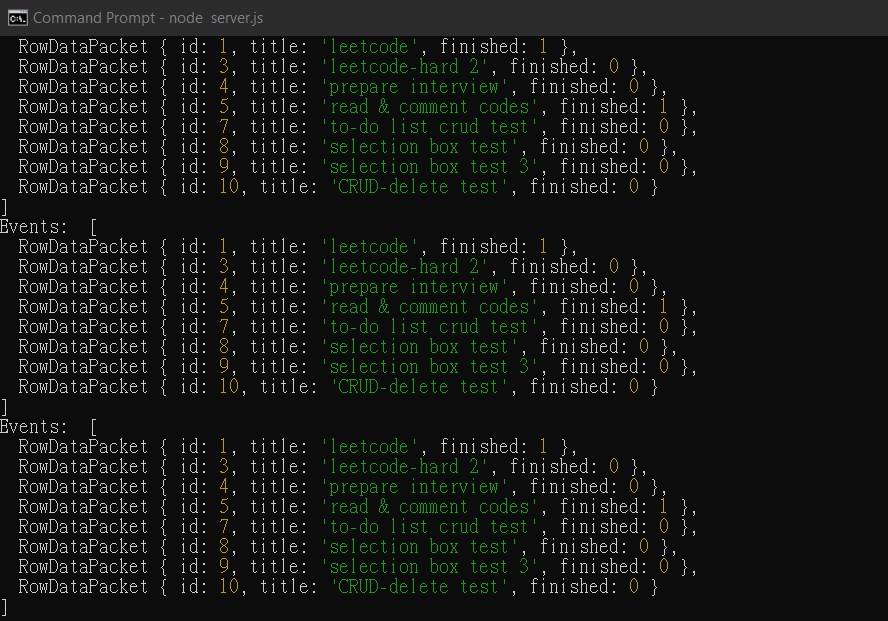 Command Prompt - node  server.js
  RowDataPacket { id: 1, title: 'leetcode', finished: 1 },
  RowDataPacket { id: 3, title: 'leetcode-hard 2', finished: 0 },
  RowDataPacket { id: 4, title: 'prepare interview', finished: 0 },
  RowDataPacket { id: 5, title: 'read & comment codes', finished: 1 },
  RowDataPacket { id: 7, title: 'to-do list crud test', finished: 0 },
  RowDataPacket { id: 8, title: 'selection box test', finished: 0 },
  RowDataPacket { id: 9, title: 'selection box test 3', finished: 0 },
  RowDataPacket { id: 10, title: 'CRUD-delete test', finished: 0 }
]
Events:  [
  RowDataPacket { id: 1, title: 'leetcode', finished: 1 },
  RowDataPacket { id: 3, title: 'leetcode-hard 2', finished: 0 },
  RowDataPacket { id: 4, title: 'prepare interview', finished: 0 },
  RowDataPacket { id: 5, title: 'read & comment codes', finished: 1 },
  RowDataPacket { id: 7, title: 'to-do list crud test', finished: 0 },
  RowDataPacket { id: 8, title: 'selection box test', finished: 0 },
  RowDataPacket { id: 9, title: 'selection box test 3', finished: 0 },
  RowDataPacket { id: 10, title: 'CRUD-delete test', finished: 0 }
]
Events:  [
  RowDataPacket { id: 1, title: 'leetcode', finished: 1 },
  RowDataPacket { id: 3, title: 'leetcode-hard 2', finished: 0 },
  RowDataPacket { id: 4, title: 'prepare interview', finished: 0 },
  RowDataPacket { id: 5, title: 'read & comment codes', finished: 1 },
  RowDataPacket { id: 7, title: 'to-do list crud test', finished: 0 },
  RowDataPacket { id: 8, title: 'selection box test', finished: 0 },
  RowDataPacket { id: 9, title: 'selection box test 3', finished: 0 },
  RowDataPacket { id: 10, title: 'CRUD-delete test', finished: 0 }
]